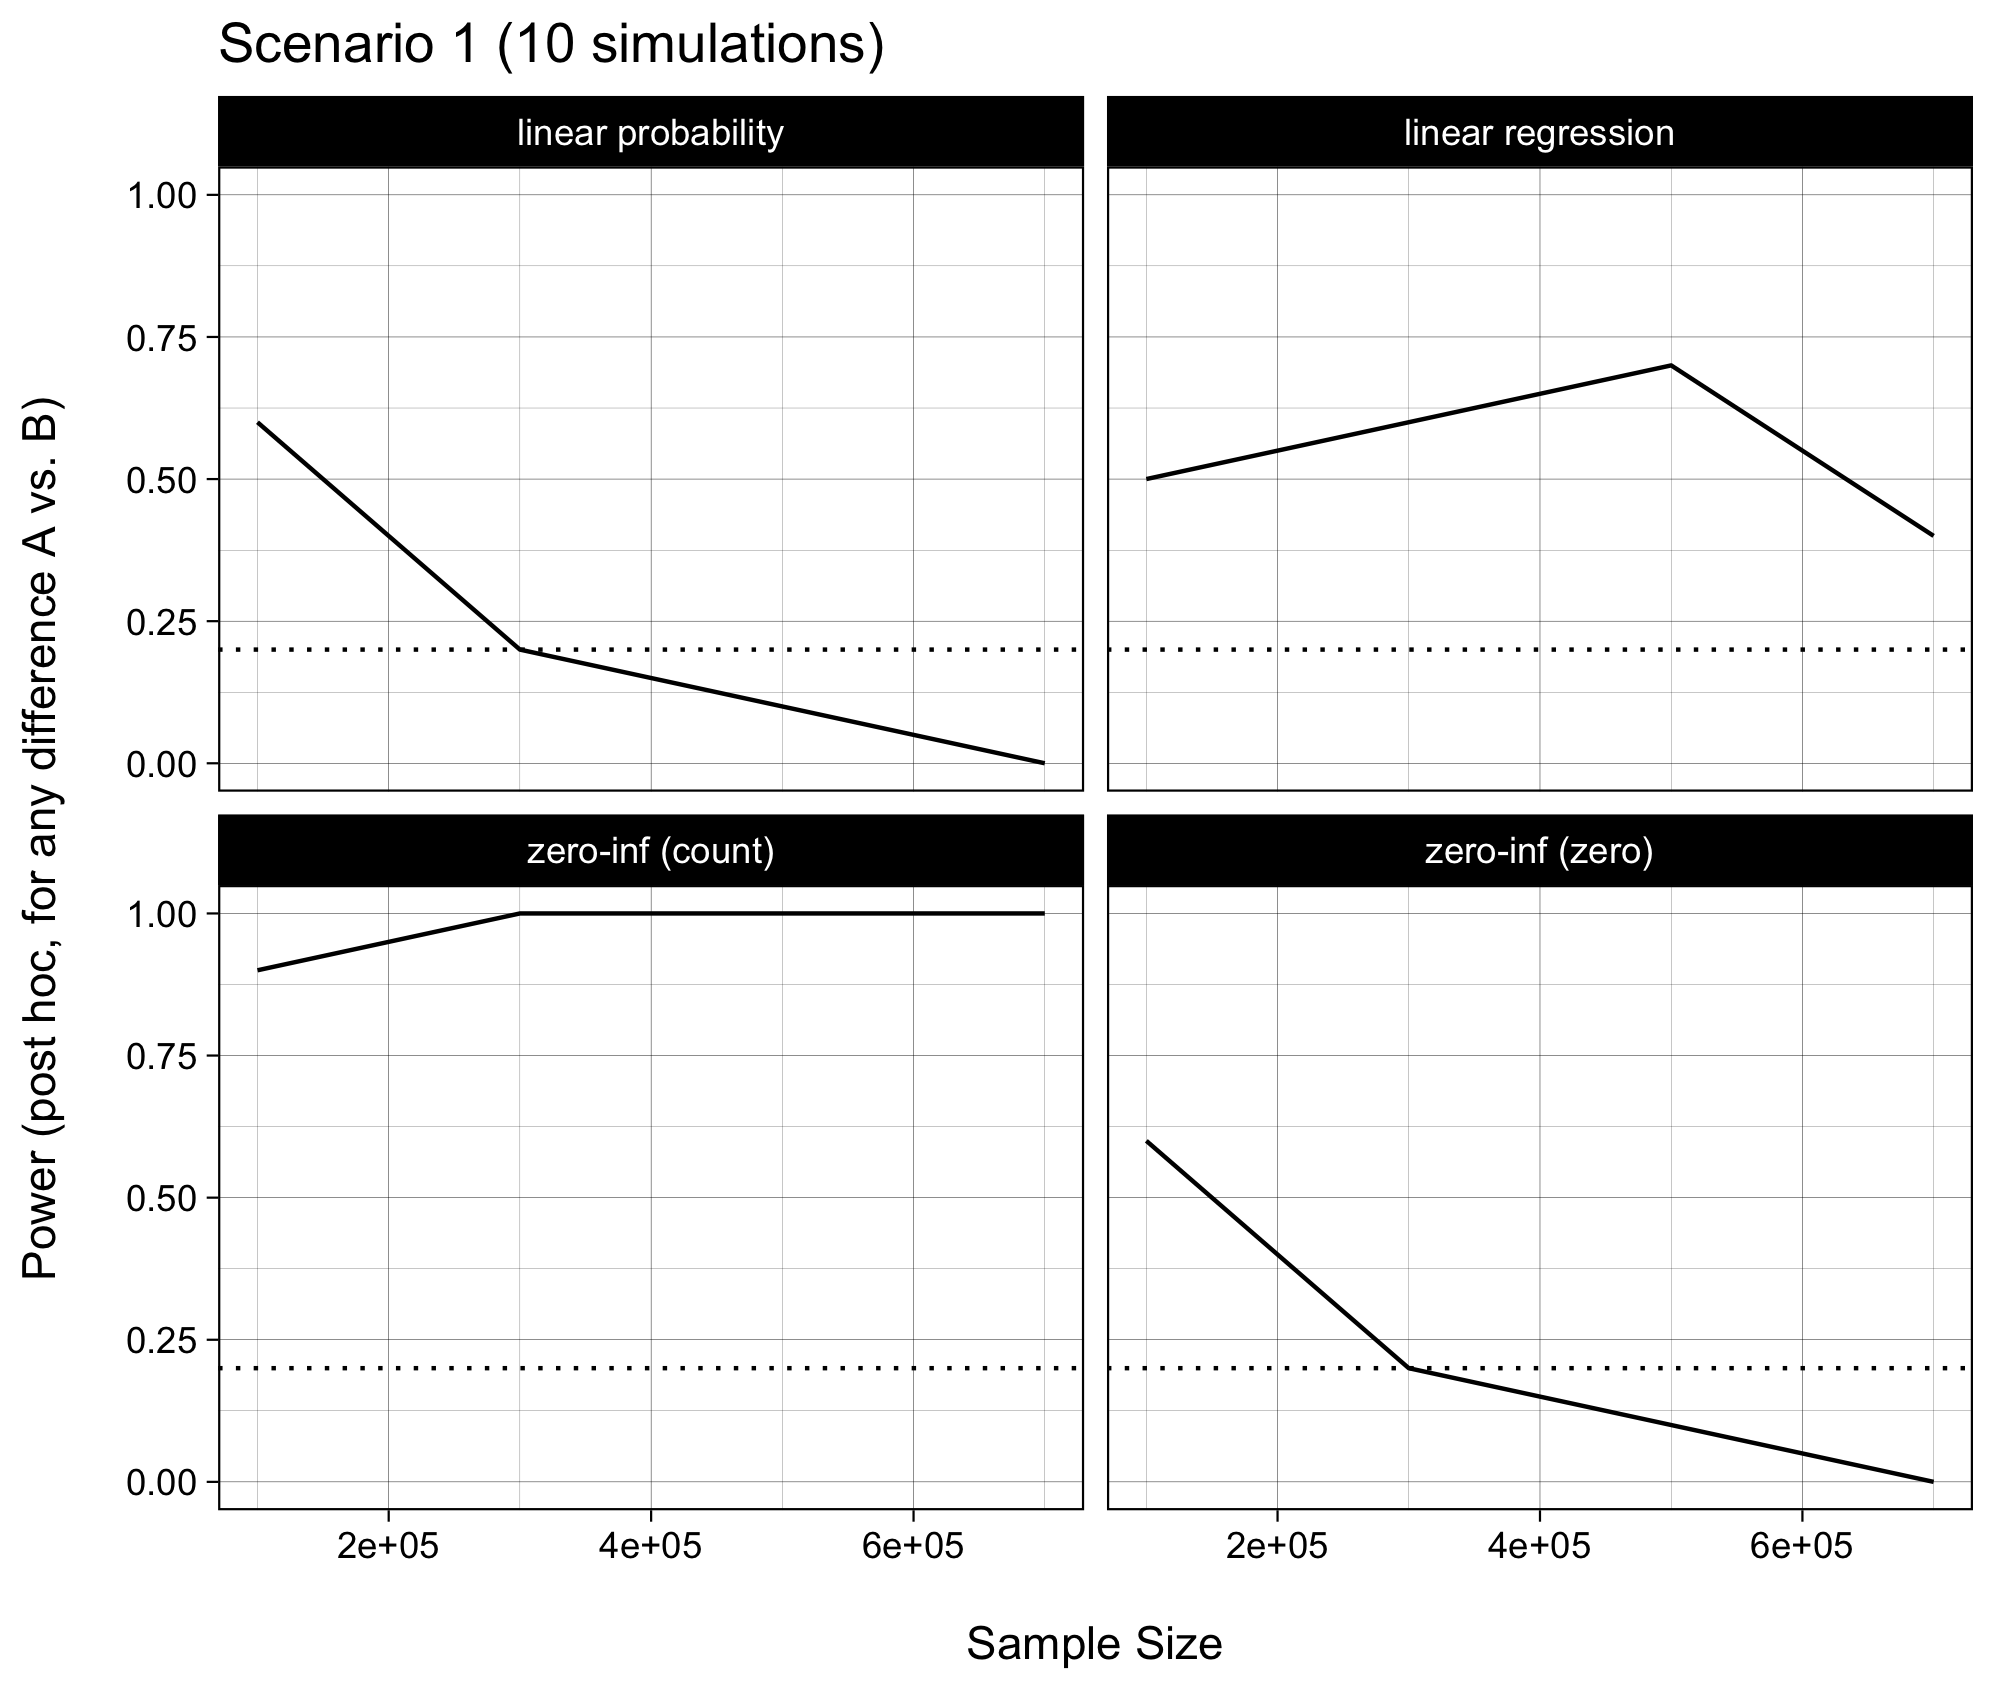 Scenario 1 (10 simulations)
linear probability
linear regression
1.00
0.75
0.50
0.25
0.00
zero-inf (count)
zero-inf (zero)
1.00
0.75
0.50
0.25
0.00
2e+05
4e+05
6e+05
2e+05
4e+05
6e+05
Sample Size
Power (post hoc, for any difference A vs. B)